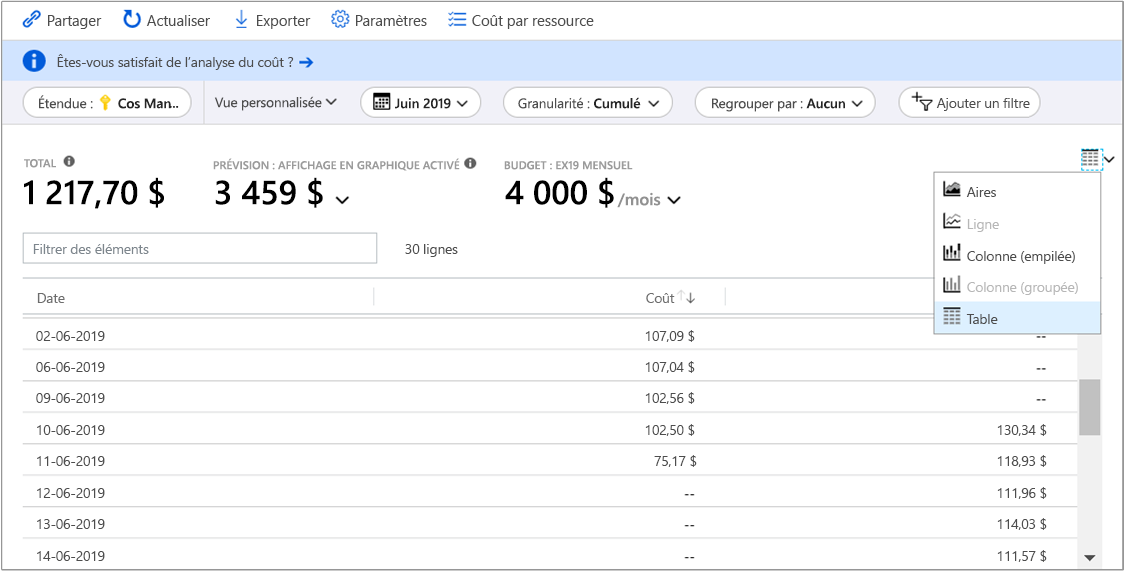 Partager Actualiser Exporter Paramètres Coût par ressource
Êtes-vous satisfait de l'analyse du coût ? →
Étendue : Cos Man.. Vue personnalisée Juin 2019 Granularité : Cumulé Regrouper par : Aucun Ajouter un filtre
TOTAL PRÉVISION : AFFICHAGE EN GRAPHIQUE ACTIVÉ BUDGET : EX19 MENSUEL
1 217,70 $ 3 459 $ 4 000 $ /mois
Aires
Ligne
Colonne (empilée)
Colonne (groupée)
Table
Filtrer des éléments 30 lignes
Date Coût ↑↓
02-06-2019 107,09 $ --
06-06-2019 107,04 $ --
09-06-2019 102,56 $ --
10-06-2019 102,50 $ 130,34 $
11-06-2019 75,17 $ 118,93 $
12-06-2019 -- 111,96 $
13-06-2019 -- 114,03 $
14-06-2019 -- 111,57 $